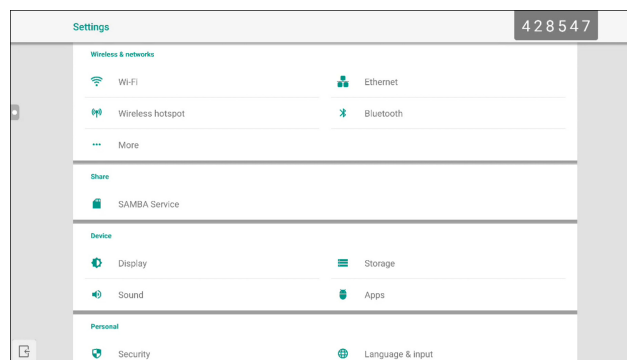 Settings
428547
Wireless & networks
Wi-Fi
Ethernet
Wireless hotspot
Bluetooth
More
Share
SAMBA Service
Device
Display
Storage
Sound
Apps
Personal
Security
Language & input